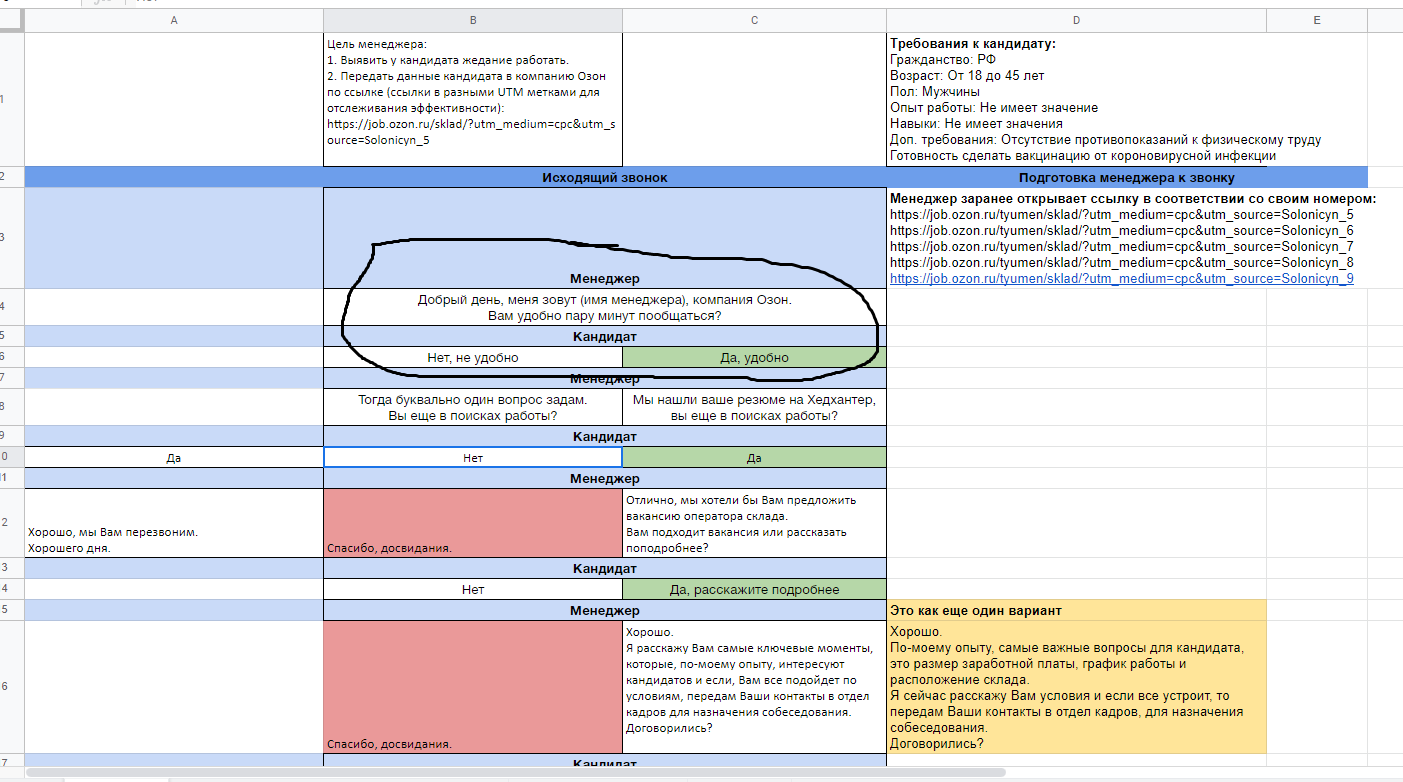 A
B
C
D
E
Цель менеджера:
1. Выявить у кандидата жедание работать.
2. Передать данные кандидата в компанию Озон
по ссылке (ссылки в разными UTM метками для
отслеживания эффективности):
https://job.ozon.ru/sklad/?utm_medium=cpc&utm_s
ource=Solonicyn_5
Требования к кандидату:
Гражданство: РФ
Возраст: От 18 до 45 лет
Пол: Мужчины
Опыт работы: Не имеет значение
Навыки: Не имеет значения
Доп. требования: Отсутствие противопоказаний к физическому труду
Готовность сделать вакцинацию от короновирусной инфекции
1
2
Исходящий звонок
Подготовка менеджера к звонку
3
Менеджер
Менеджер заранее открывает ссылку в соответствии со своим номером:
https://job.ozon.ru/tyumen/sklad/?utm_medium=cpc&utm_source=Solonicyn_5
https://job.ozon.ru/tyumen/sklad/?utm_medium=cpc&utm_source=Solonicyn_6
https://job.ozon.ru/tyumen/sklad/?utm_medium=cpc&utm_source=Solonicyn_7
https://job.ozon.ru/tyumen/sklad/?utm_medium=cpc&utm_source=Solonicyn_8
https://job.ozon.ru/tyumen/sklad/?utm_medium=cpc&utm_source=Solonicyn_9
4
Добрый день, меня зовут (имя менеджера), компания Озон.
Вам удобно пару минут пообщаться?
5
Кандидат
6
Нет, не удобно
Да, удобно
7
Менеджер
8
Тогда буквально один вопрос задам.
Вы еще в поисках работы?
Мы нашли ваше резюме на Хедхантер,
вы еще в поисках работы?
9
Кандидат
0
Да
Нет
Да
11
Менеджер
2
Хорошо, мы Вам перезвоним.
Хорошего дня.
Спасибо, досвидания.
Отлично, мы хотели бы Вам предложить
вакансию оператора склада.
Вам подходит вакансия или рассказать
поподробнее?
3
Кандидат
4
Нет
Да, расскажите подробнее
5
Менеджер
Это как еще один вариант
6
Спасибо, досвидания.
Хорошо.
Я расскажу Вам самые ключевые моменты,
которые, по-моему опыту, интересуют
кандидатов и если, Вам все подойдет по
условиям, передам Ваши контакты в отдел
кадров для назначения собеседования.
Договорились?
Хорошо.
По-моему опыту, самые важные вопросы для кандидата,
это размер заработной платы, график работы и
расположение склада.
Я сейчас расскажу Вам условия и если все устроит, то
передам Ваши контакты в отдел кадров, для назначения
собеседования.
Договорились?
7
Кандидат